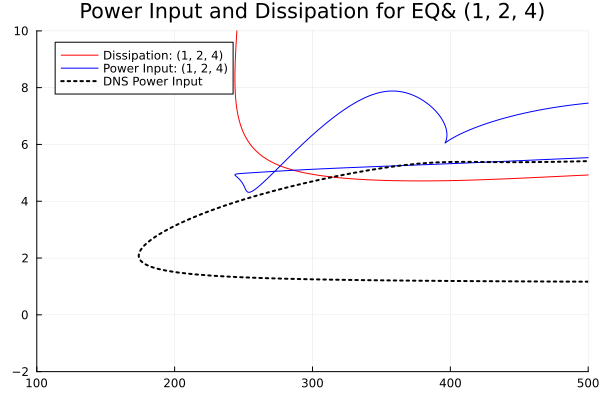 Power Input and Dissipation for EQ& (1, 2, 4)
10
8
6
4
2
0
−2
Dissipation: (1, 2, 4)
Power Input: (1, 2, 4)
DNS Power Input
100 200 300 400 500